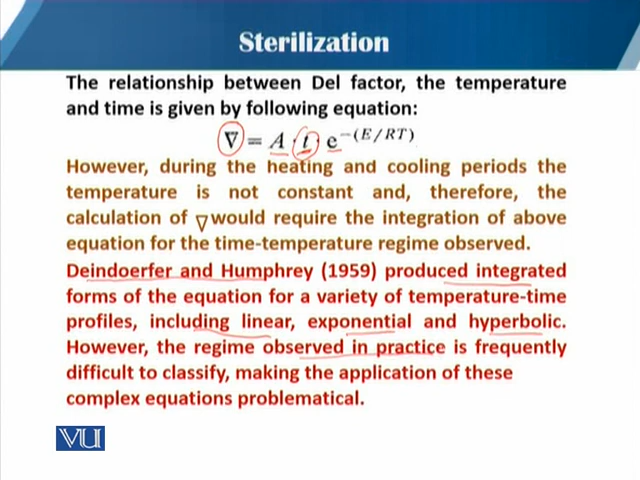 Sterilization
The relationship between Del factor, the temperature
and time is given by following equation:
∇ = A · t · e^−(E/RT)
However, during the heating and cooling periods the
temperature is not constant and, therefore, the
calculation of ∇ would require the integration of above
equation for the time-temperature regime observed.
Deindoerfer and Humphrey (1959) produced integrated
forms of the equation for a variety of temperature-time
profiles, including linear, exponential and hyperbolic.
However, the regime observed in practice is frequently
difficult to classify, making the application of these
complex equations problematical.
VU